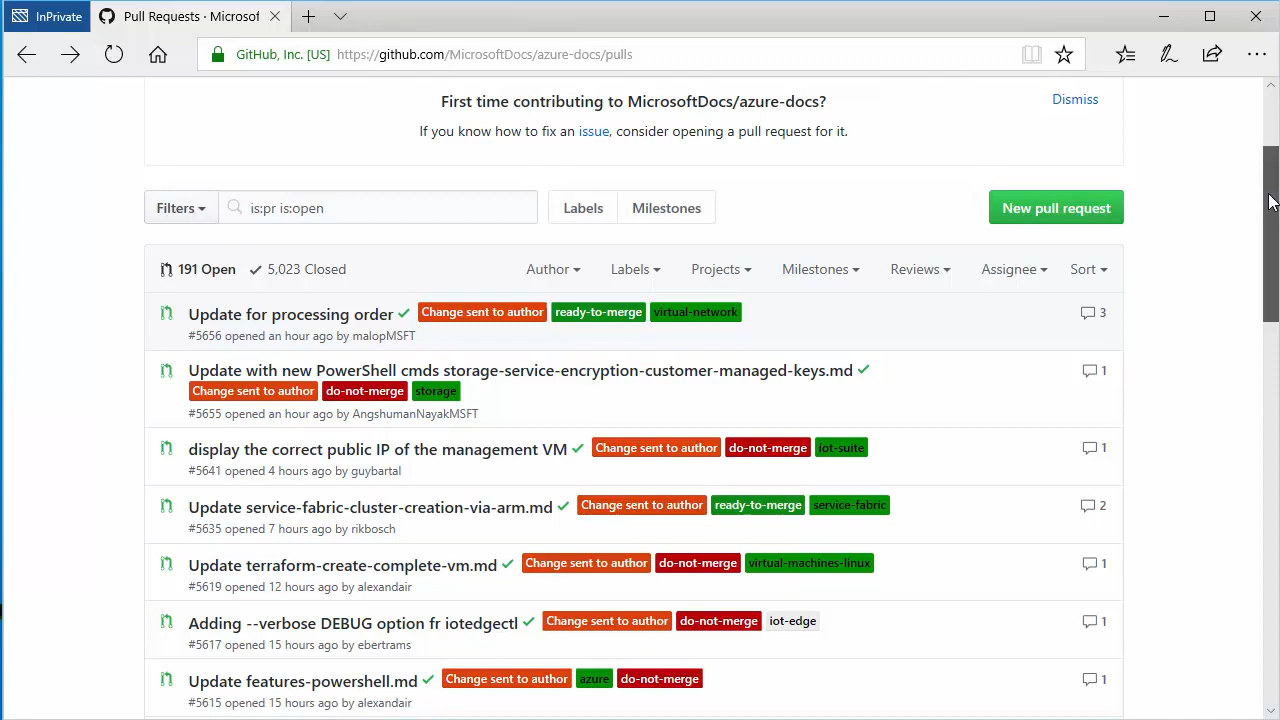 InPrivate Pull Requests · Microsof
GitHub, Inc. [US] https://github.com/MicrosoftDocs/azure-docs/pulls
First time contributing to MicrosoftDocs/azure-docs? Dismiss
If you know how to fix an issue, consider opening a pull request for it.
Filters is:pr is:open Labels Milestones New pull request
191 Open 5,023 Closed Author Labels Projects Milestones Reviews Assignee Sort
Update for processing order Change sent to author ready-to-merge virtual-network 3
#5656 opened an hour ago by malopMSFT
Update with new PowerShell cmds storage-service-encryption-customer-managed-keys.md 1
Change sent to author do-not-merge storage
#5655 opened an hour ago by AngshumanNayakMSFT
display the correct public IP of the management VM Change sent to author do-not-merge iot-suite 1
#5641 opened 4 hours ago by guybartal
Update service-fabric-cluster-creation-via-arm.md Change sent to author ready-to-merge service-fabric 2
#5635 opened 7 hours ago by rikbosch
Update terraform-create-complete-vm.md Change sent to author do-not-merge virtual-machines-linux 1
#5619 opened 12 hours ago by alexandair
Adding --verbose DEBUG option fr iotedgectl Change sent to author do-not-merge iot-edge 1
#5617 opened 15 hours ago by ebertrams
Update features-powershell.md Change sent to author azure do-not-merge 1
#5615 opened 15 hours ago by alexandair